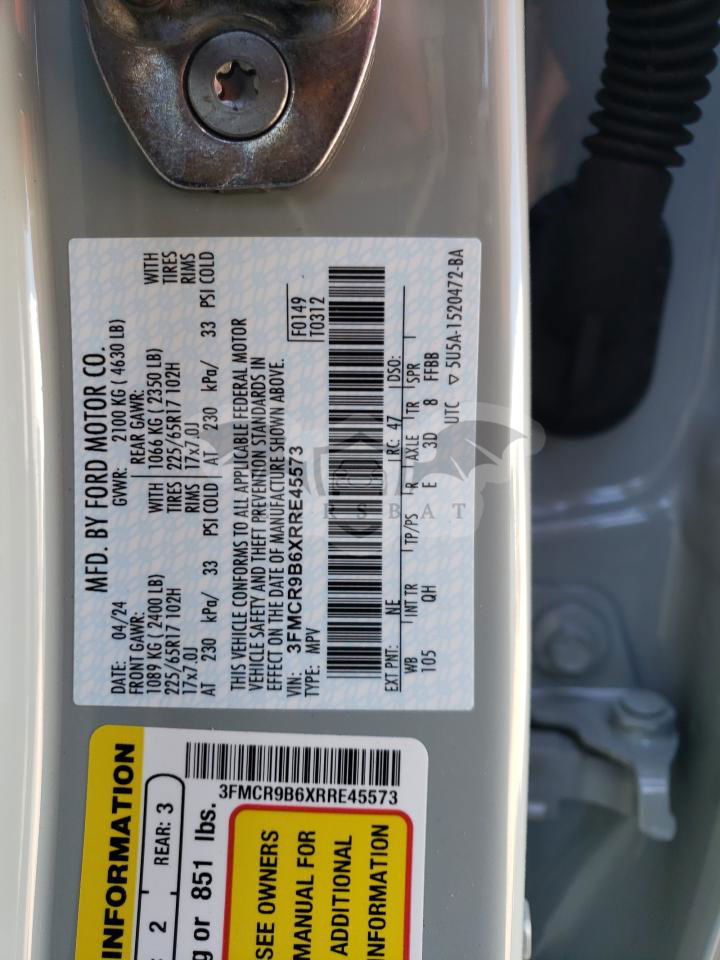 MFD. BY FORD MOTOR CO.
DATE: 04/24 GVWR: 2100 KG ( 4630 LB)
FRONT GAWR: REAR GAWR:
1089 KG ( 2400 LB) WITH 1066 KG ( 2350 LB) WITH
225/65R17 102H TIRES 225/65R17 102H TIRES
17x7.0J RIMS 17x7.0J RIMS
AT 230 kPa/ 33 PSI COLD AT 230 kPa/ 33 PSI COLD
THIS VEHICLE CONFORMS TO ALL APPLICABLE FEDERAL MOTOR
VEHICLE SAFETY AND THEFT PREVENTION STANDARDS IN
EFFECT ON THE DATE OF MANUFACTURE SHOWN ABOVE.
VIN: 3FMCR9B6XRRE45573 F0149
TYPE: MPV T0312
EXT PNT: NE RC: 47 DSO:
WB INT TR TP/PS R AXLE TR SPR
105 QH E 3D 8 FFBB
UTC ▽ 5U5A-1520472-BA
INFORMATION
2 REAR: 3
g or 851 lbs.
3FMCR9B6XRRE45573
SEE OWNERS
MANUAL FOR
ADDITIONAL
INFORMATION